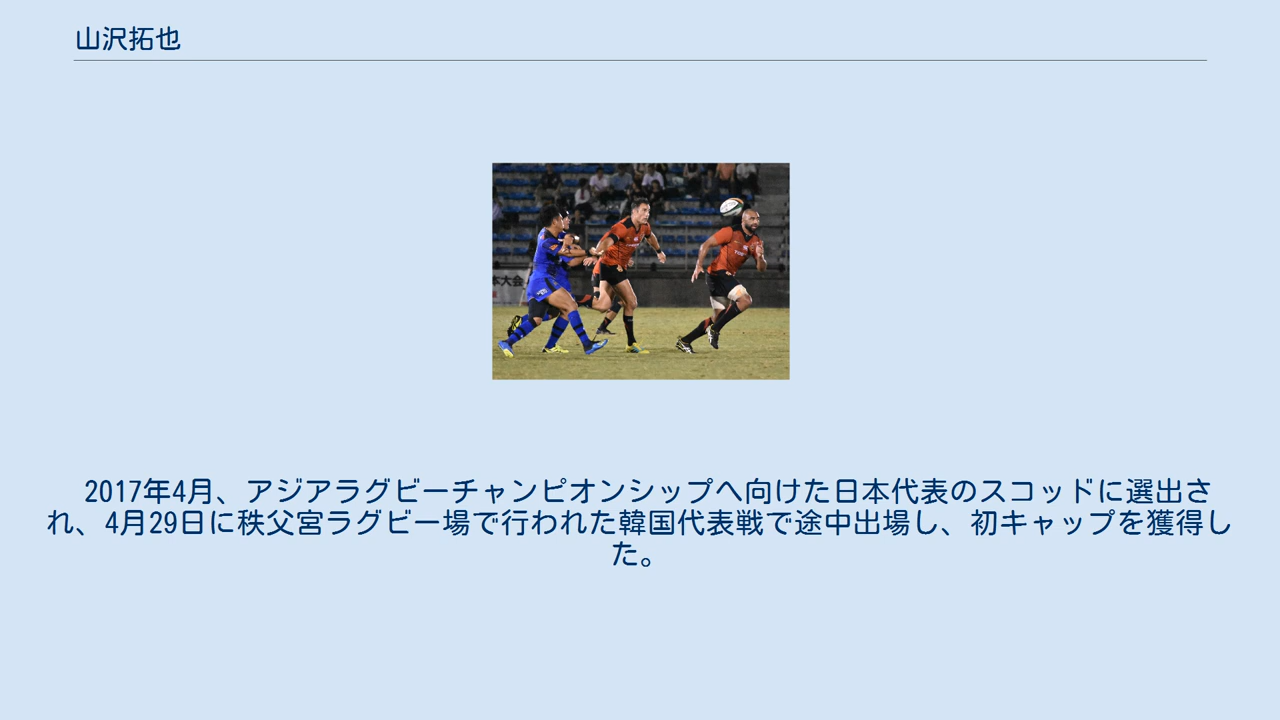 山沢拓也
本大会
2017年4月、アジアラグビーチャンピオンシップへ向けた日本代表のスコッドに選出さ
れ、4月29日に秩父宮ラグビー場で行われた韓国代表戦で途中出場し、初キャップを獲得し
た。